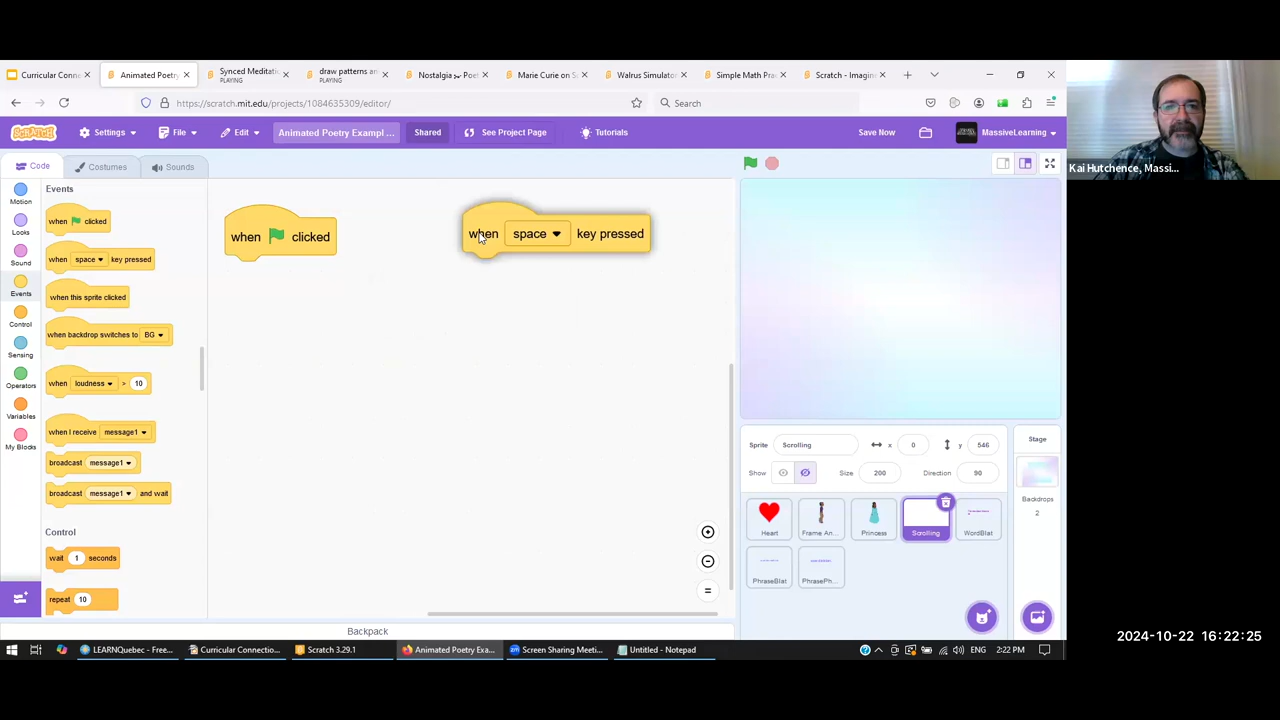 Curricular Conn
Animated Poetry
Synced Meditati
PLAYING
draw patterns an
PLAYING
Nostalgia
Poet
Marie Curie on S
Walrus Simulator
Simple Math Prac
Scratch - Imagin
https://scratch.mit.edu/projects/1084635309/editor/
Search
SCRATCH
Settings
File
Edit
Animated Poetry Exampl ...
Shared
See Project Page
Tutorials
Save Now
MassiveLearning
Kai Hutchence, Massi...
Code
Costumes
Sounds
Motion
Looks
Sound
Events
Control
Sensing
Operators
Variables
My Blocks
Events
when clicked
when space key pressed
when this sprite clicked
when backdrop switches to BG
when loudness > 10
when I receive message1
broadcast message1
broadcast message1 and wait
Control
wait 1 seconds
repeat 10
when clicked
when space key pressed
Sprite Scrolling x 0 y 546
Show Size 200 Direction 90
Heart
Frame An...
Princess
Scrolling
WordBlat
PhraseBlat
PhrasePh...
Stage
Backdrops
2
Backpack
LEARNQuebec - Free...
Curricular Connectio...
Scratch 3.29.1
Animated Poetry Exa...
Screen Sharing Meeti...
Untitled - Notepad
ENG
2:22 PM
2024-10-22 16:22:25